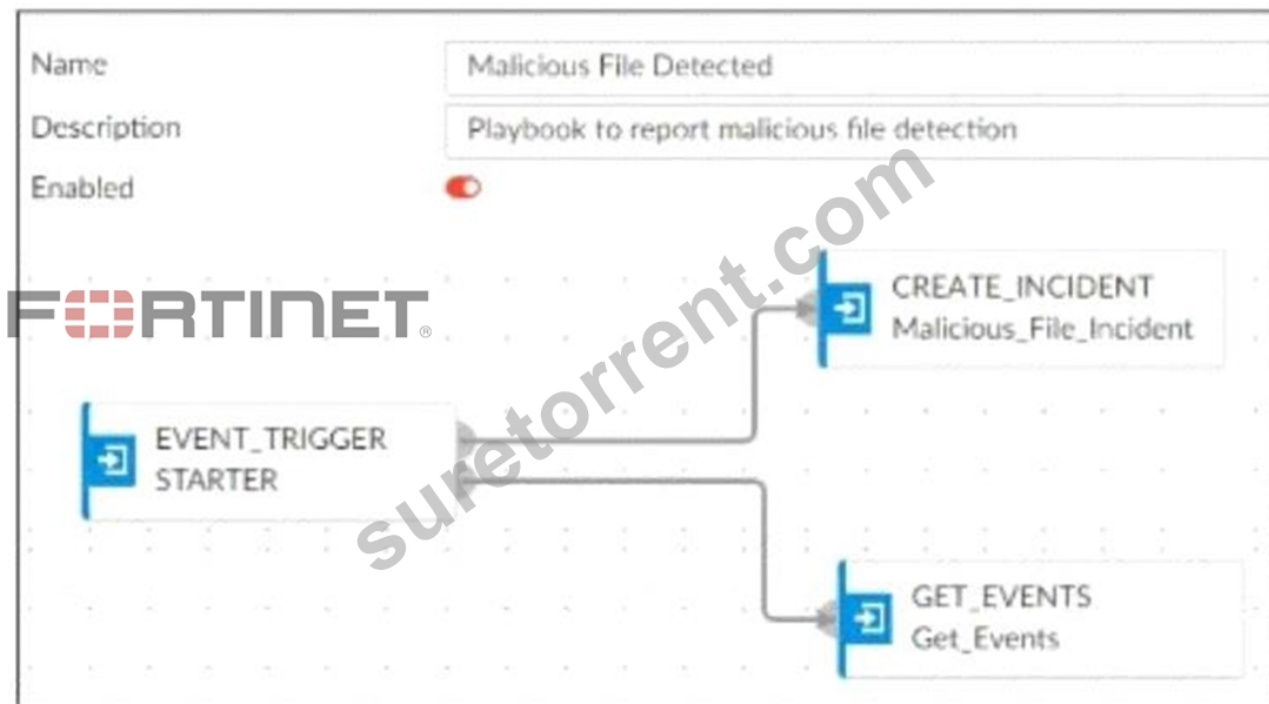 Name
Malicious File Detected
Description
Playbook to report malicious file detection
Enabled
FORTINET®
CREATE_INCIDENT
Malicious_File_Incident
EVENT_TRIGGER
STARTER
GET_EVENTS
Get_Events
suretorrent.com